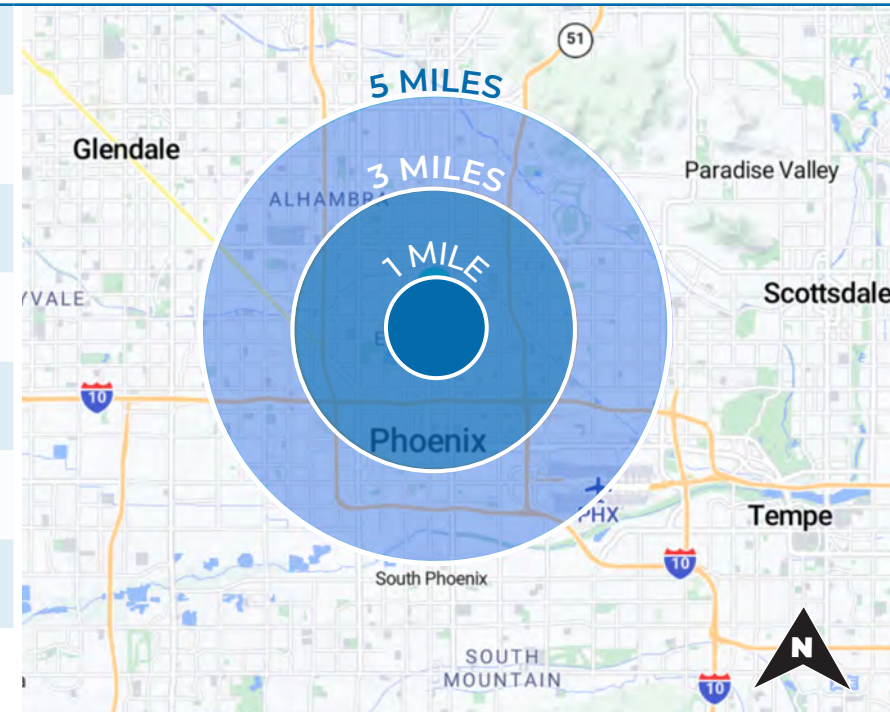 51
5 MILES
Glendale
3 MILES
Paradise Valley
ALHAMBRA
1 MILE
YVALE
Scottsdale
E
10
Phoenix
PHX
Tempe
10
South Phoenix
N
SOUTH
MOUNTAIN
10